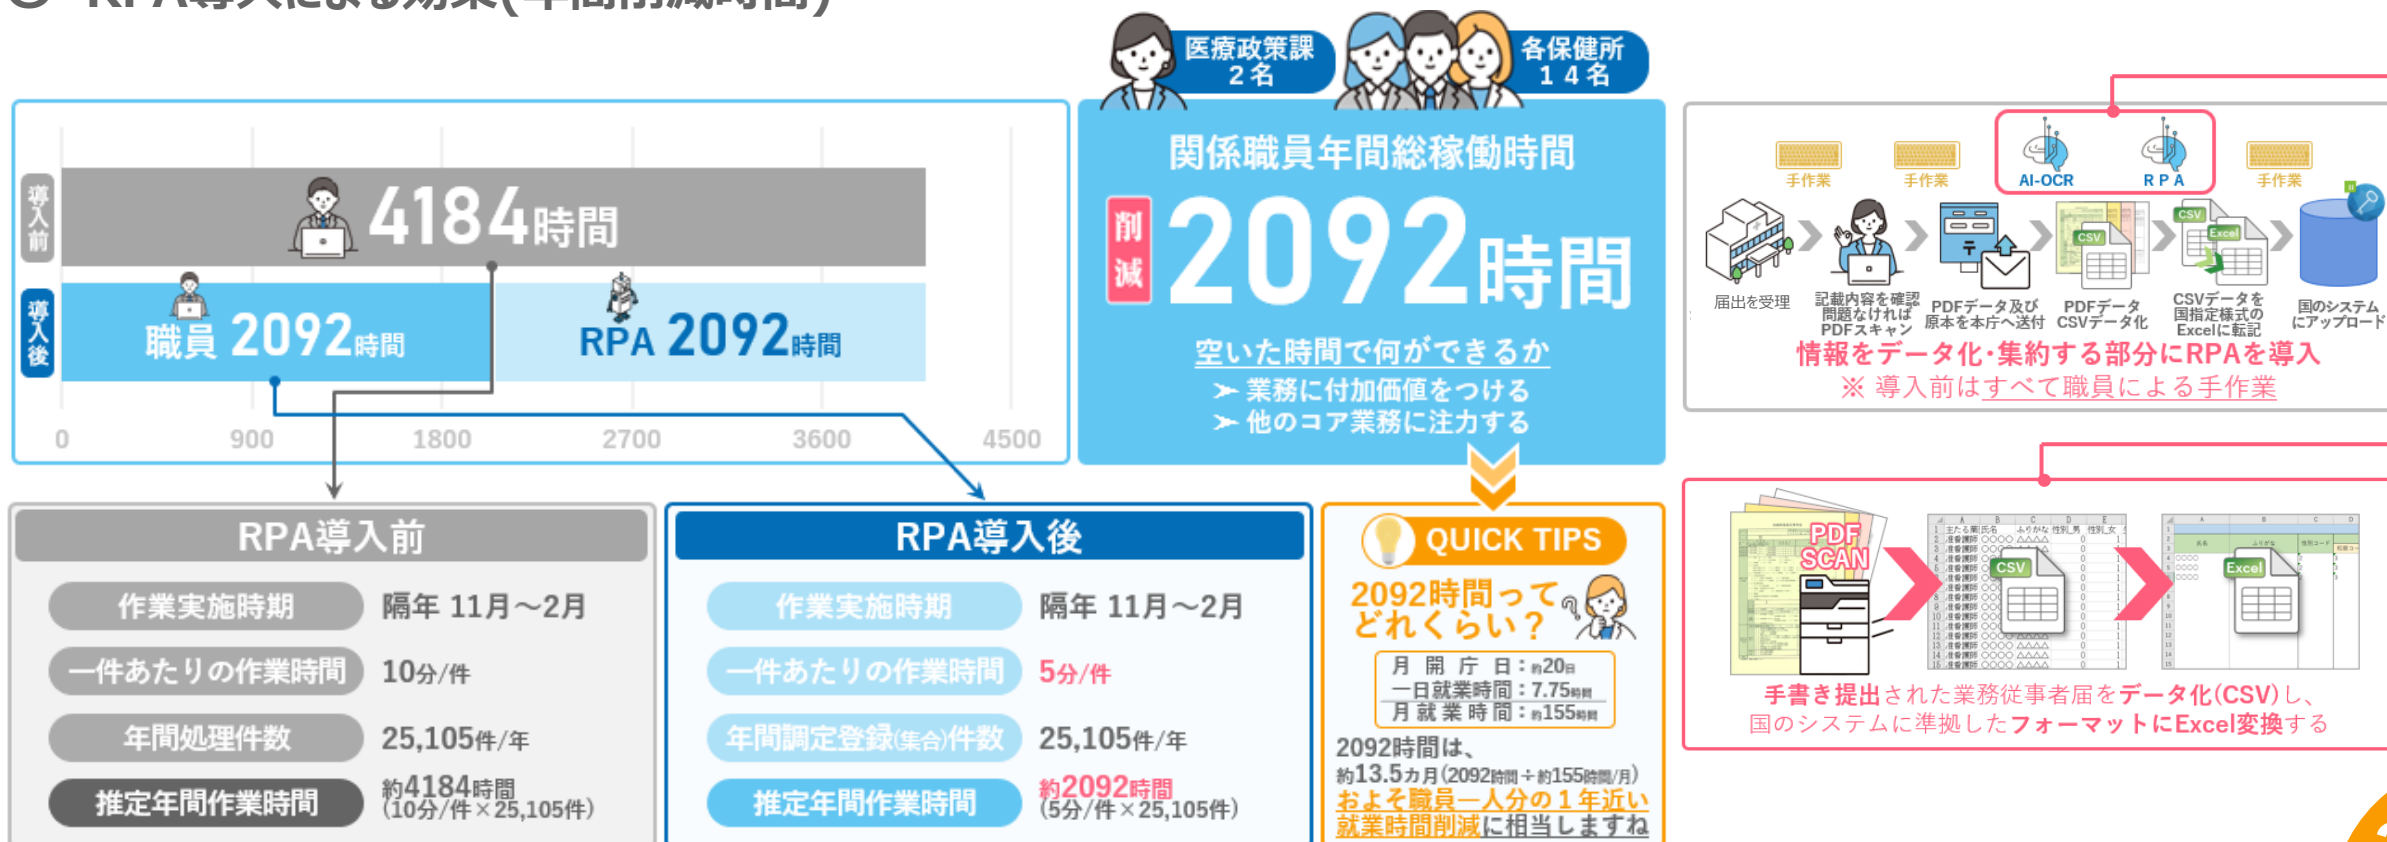 RPA導入による効果(年間削減時間)
医療政策課
2名
各保健所
14名
導入前
4184時間
導入後
職員 2092時間
RPA 2092時間
0
900
1800
2700
3600
4500
関係職員年間総稼働時間
削減
2092時間
空いた時間で何ができるか
➢ 業務に付加価値をつける
➢ 他のコア業務に注力する
手作業
手作業
AI-OCR
RPA
手作業
CSV
CSV
Excel
届出を受理
記載内容を確認
問題なければ
PDFスキャン
PDFデータ及び
原本を本庁へ送付
PDFデータ
CSVデータ化
CSVデータを
国指定様式の
Excelに転記
国のシステム
にアップロード
情報をデータ化・集約する部分にRPAを導入
※ 導入前はすべて職員による手作業
RPA導入前
作業実施時期 隔年 11月～2月
一件あたりの作業時間 10分/件
年間処理件数 25,105件/年
推定年間作業時間 約4184時間
(10分/件×25,105件)
RPA導入後
作業実施時期 隔年 11月～2月
一件あたりの作業時間 5分/件
年間調定登録(集合)件数 25,105件/年
推定年間作業時間 約2092時間
(5分/件×25,105件)
QUICK TIPS
2092時間って
どれくらい？
月開庁日：約20日
一日就業時間：7.75時間
月就業時間：約155時間
2092時間は、
約13.5カ月(2092時間÷約155時間/月)
およそ職員一人分の1年近い
就業時間削減に相当しますね
PDF
SCAN
CSV
Excel
手書き提出された業務従事者届をデータ化(CSV)し、
国のシステムに準拠したフォーマットにExcel変換する